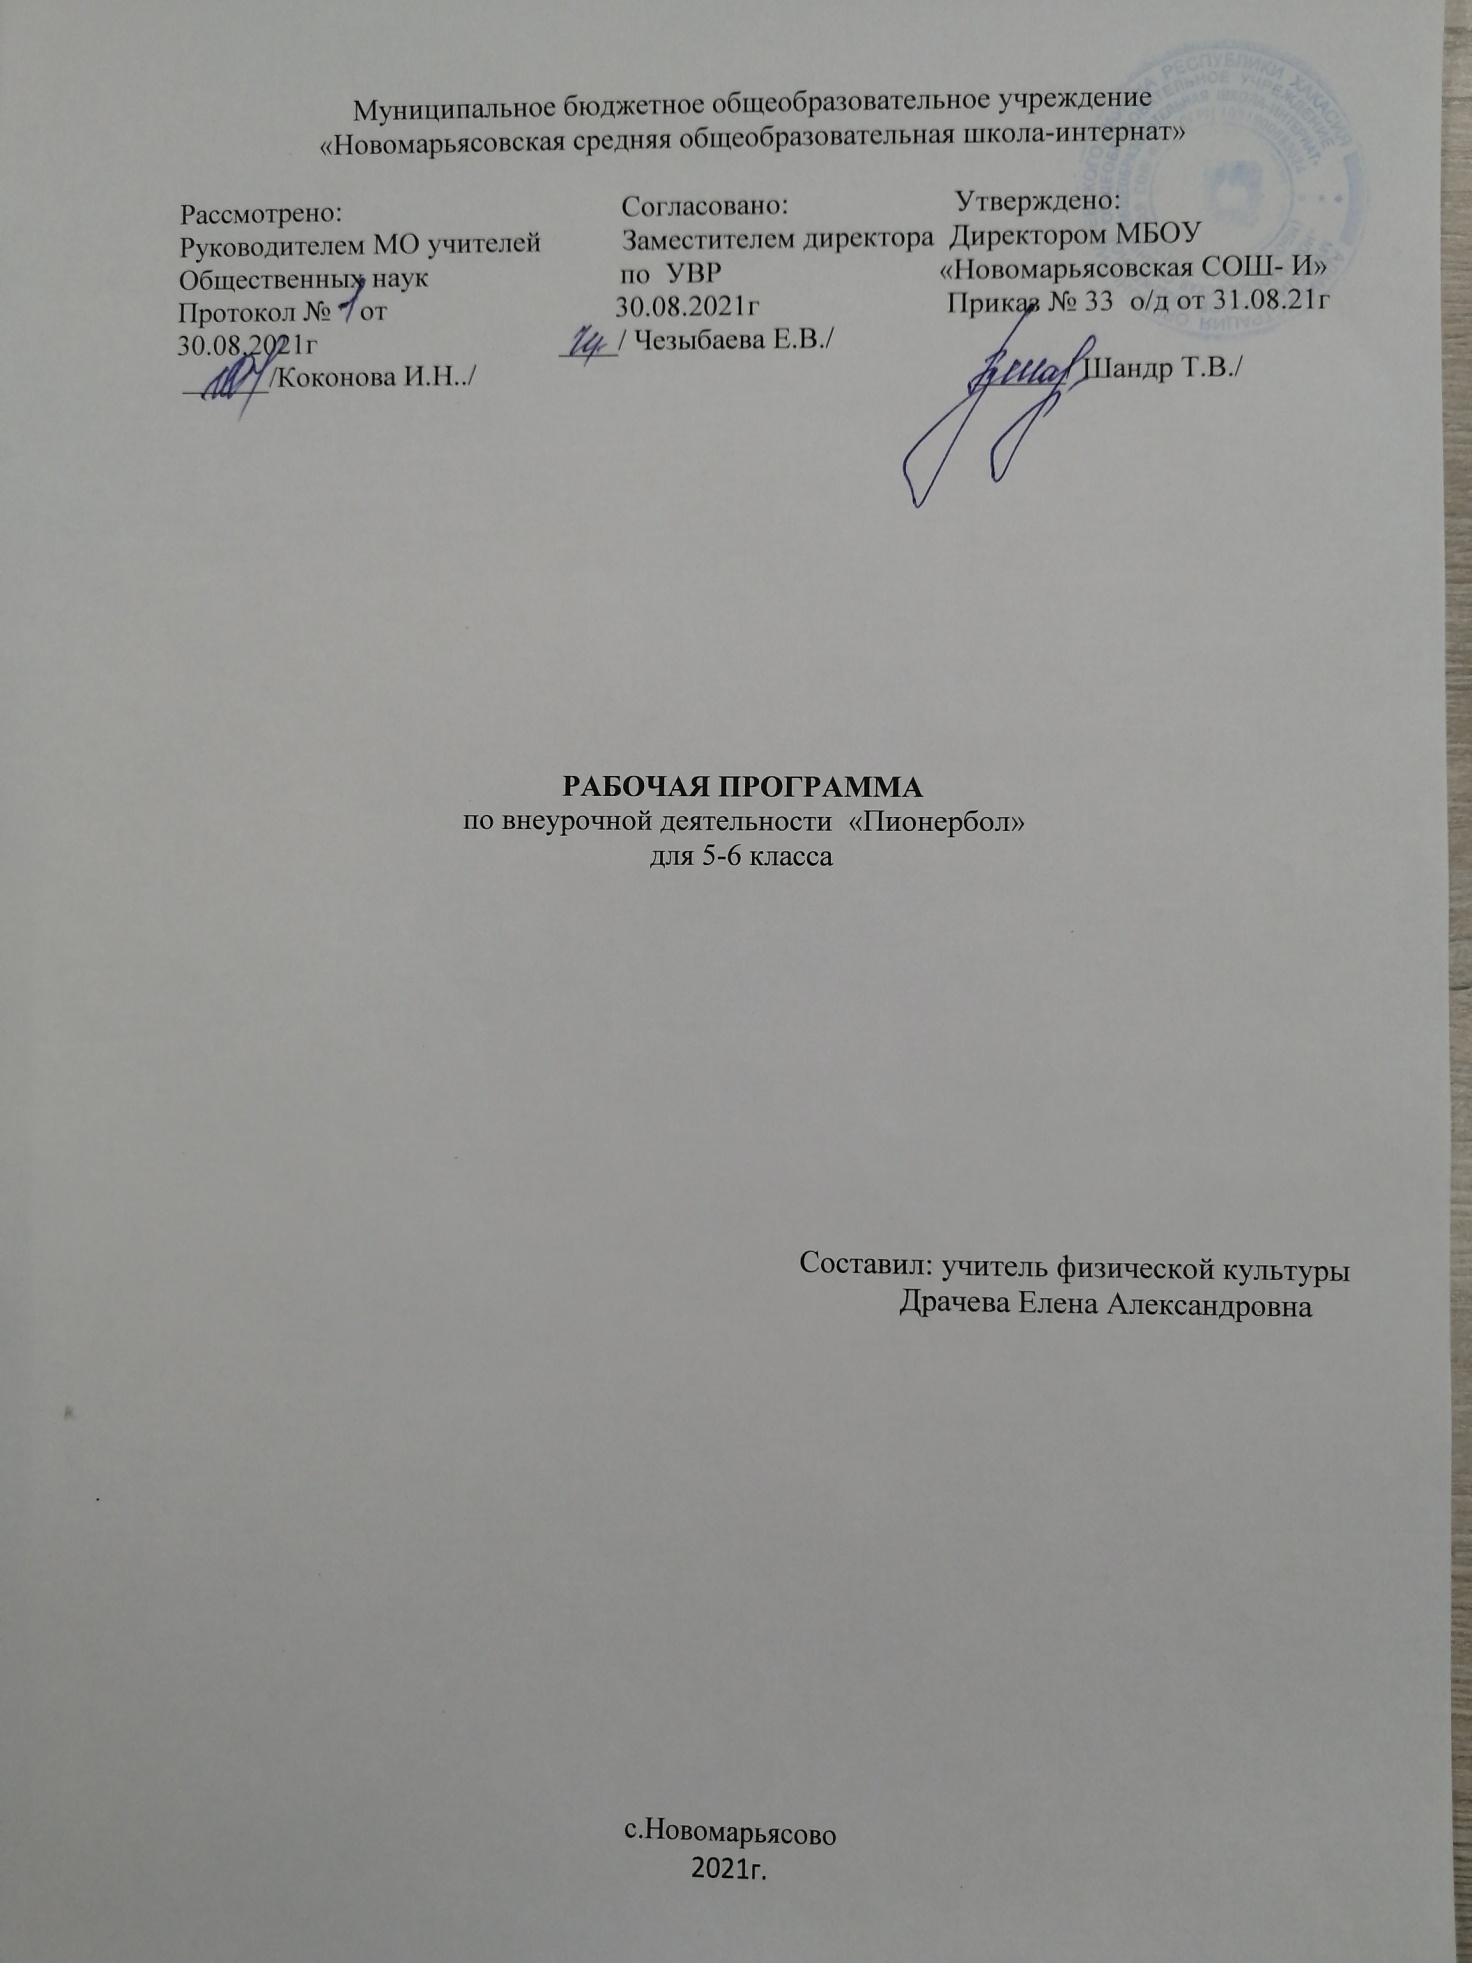 Муниципальное бюджетное общеобразовательное учреждение
«Новомарьясовская средняя общеобразовательная школа-интернат»
Рассмотрено:
Руководителем МО учителей
Общественных наук
Протокол № 1 от
30.08.2021г
/Коконова И.Н../
Согласовано:
Заместителем директора
по УВР
30.08.2021г
/ Чезыбаева Е.В./
Утверждено:
Директором МБОУ
«Новомарьясовская СОШ- И»
Приказ № 33 о/д от 31.08.21г
Шандр Т.В./
РЕСПУБЛИКИ ХАКАСИЯ
РАБОЧАЯ ПРОГРАММА
по внеурочной деятельности «Пионербол»
для 5-6 класса
Составил: учитель физической культуры
Драчева Елена Александровна
с.Новомарьясово
2021г.